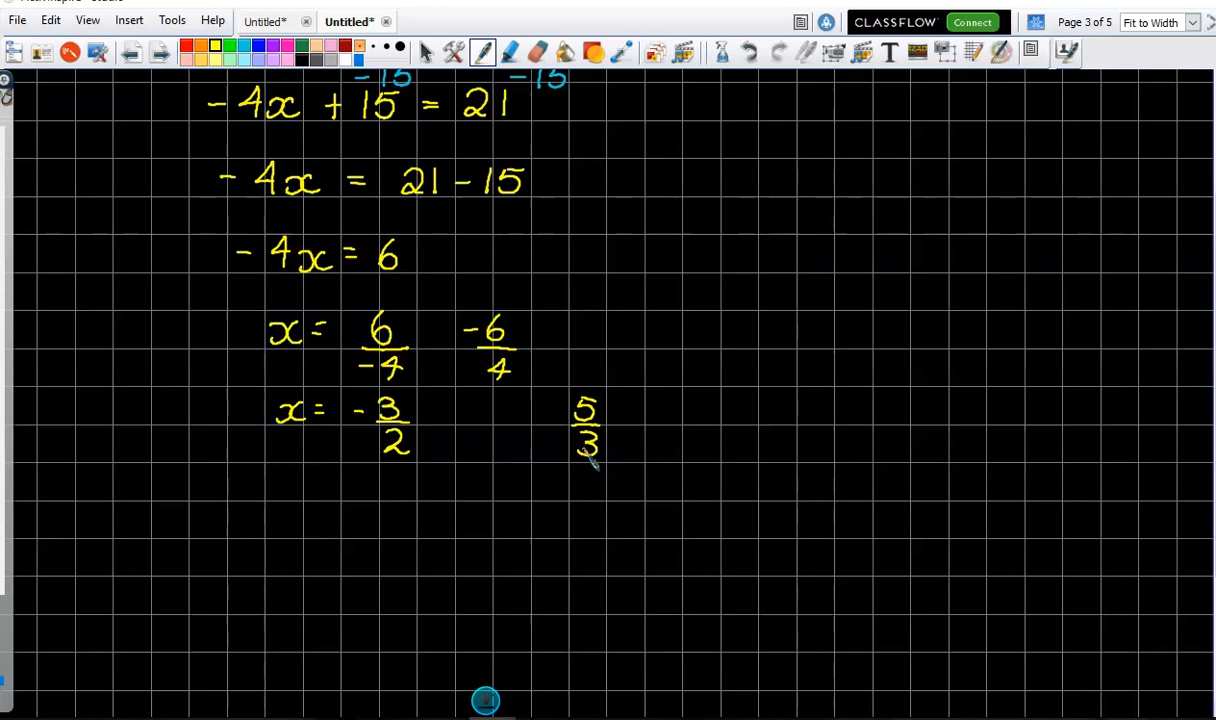 File Edit View Insert Tools Help Untitled* Untitled* CLASSFLOW Connect Page 3 of 5 Fit to Width
-15 -15
-4x + 15 = 21
-4x = 21 - 15
-4x = 6
x = 6/-4 -6/4
x = -3/2 5/3